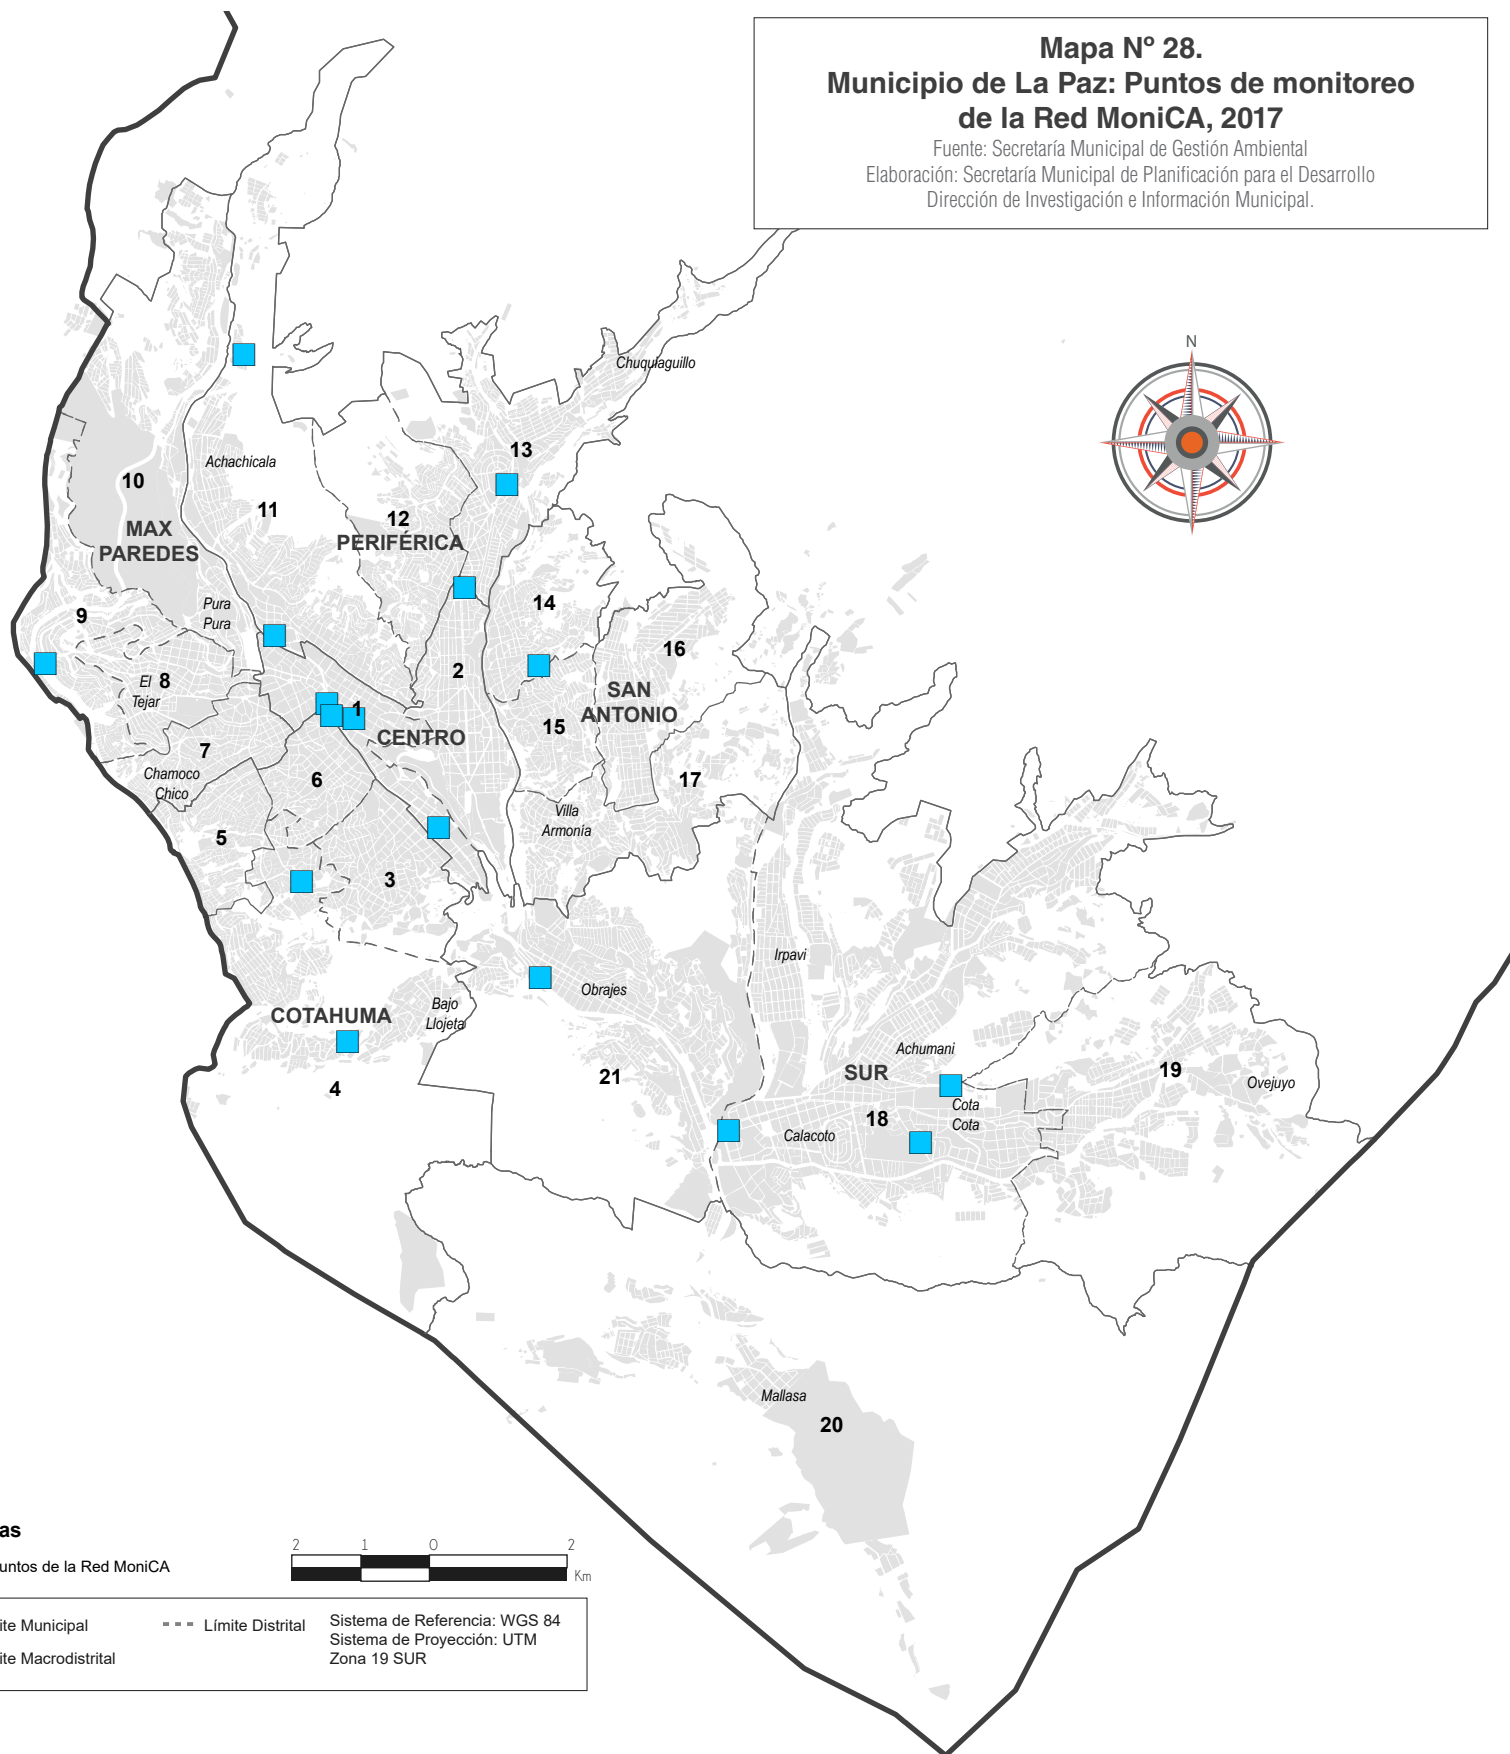 Mapa Nº 28.
Municipio de La Paz: Puntos de monitoreo
de la Red MoniCA, 2017
Fuente: Secretaría Municipal de Gestión Ambiental
Elaboración: Secretaría Municipal de Planificación para el Desarrollo
Dirección de Investigación e Información Municipal.
N
Chuquiaguillo
13
Achachicala
10
11
12
MAX
PAREDES
PERIFÉRICA
9
Pura
Pura
14
16
2
8
El
Tejar
SAN
ANTONIO
1
CENTRO
15
7
Chamoco
Chico
6
17
Villa
Armonía
5
3
Irpavi
Obrajes
Bajo
Llojeta
COTAHUMA
4
21
Achumani
SUR
19
Ovejuyo
Cota
Cota
18
Calacoto
Mallasa
20
as
untos de la Red MoniCA
2 1 0 2
Km
ite Municipal
Límite Distrital
ite Macrodistrital
Sistema de Referencia: WGS 84
Sistema de Proyección: UTM
Zona 19 SUR